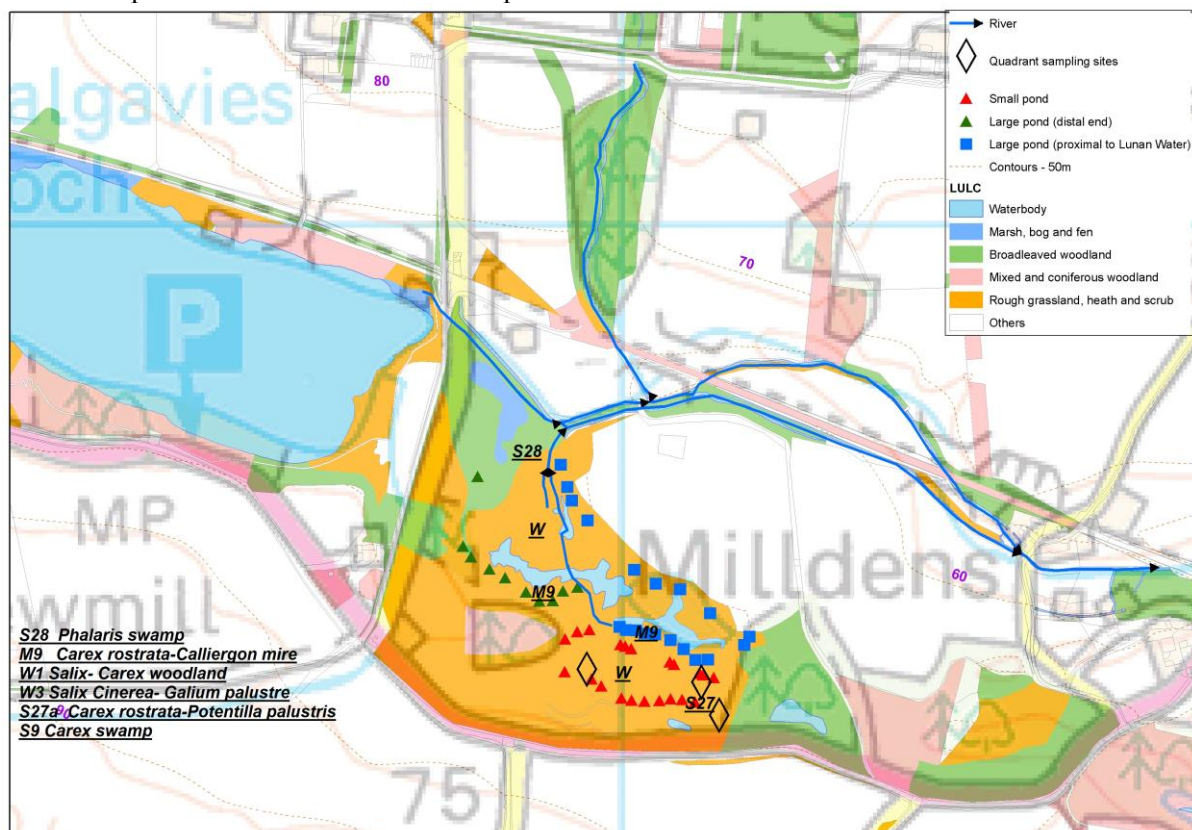 River
Quadrant sampling sites
Small pond
Large pond (distal end)
Large pond (proximal to Lunan Water)
Contours - 50m
LULC
Waterbody
Marsh, bog and fen
Broadleaved woodland
Mixed and coniferous woodland
Rough grassland, heath and scrub
Others
80
algavies
och
P
70
S28
MP
W
Milldens
60
wmill
M9
M9
W
S27
75
S28 Phalaris swamp
M9 Carex rostrata-Calliergon mire
W1 Salix- Carex woodland
W3 Salix Cinerea- Galium palustre
S27a Carex rostrata-Potentilla palustris
90
S9 Carex swamp